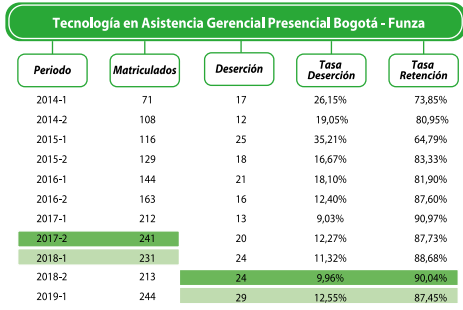 Tecnología en Asistencia Gerencial Presencial Bogotá - Funza
Periodo Matriculados Deserción Tasa Deserción Tasa Retención
2014-1 71 17 26,15% 73,85%
2014-2 108 12 19,05% 80,95%
2015-1 116 25 35,21% 64,79%
2015-2 129 18 16,67% 83,33%
2016-1 144 21 18,10% 81,90%
2016-2 163 16 12,40% 87,60%
2017-1 212 13 9,03% 90,97%
2017-2 241 20 12,27% 87,73%
2018-1 231 24 11,32% 88,68%
2018-2 213 24 9,96% 90,04%
2019-1 244 29 12,55% 87,45%